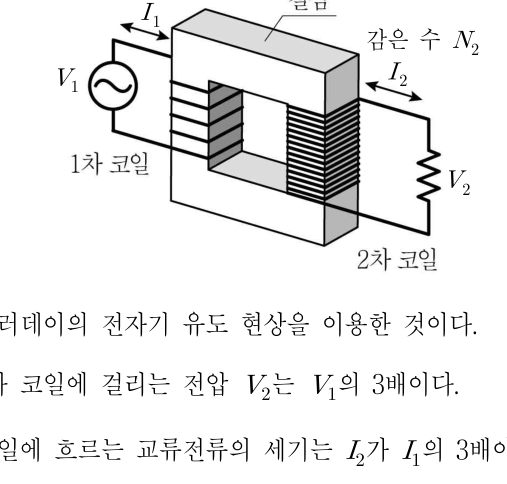 I₁
감은 수 N₂
I₂
V₁
1차 코일
V₂
2차 코일
러데이의 전자기 유도 현상을 이용한 것이다.
코일에 걸리는 전압 V₂는 V₁의 3배이다.
일에 흐르는 교류전류의 세기는 I₂가 I₁의 3배이